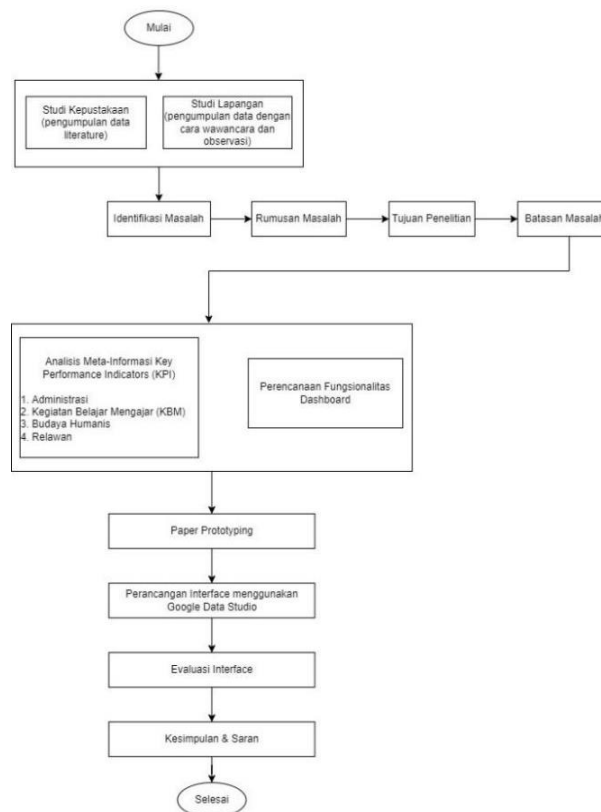 Mulai
Studi Kepustakaan
(pengumpulan data
literature)
Studi Lapangan
(pengumpulan data dengan
cara wawancara dan
observasi)
Identifikasi Masalah
Rumusan Masalah
Tujuan Penelitian
Batasan Masalah
Analisis Meta-Informasi Key
Performance Indicators (KPI)
1. Administrasi
2. Kegiatan Belajar Mengajar (KBM)
3. Budaya Humanis
4. Relawan
Perencanaan Fungsionalitas
Dashboard
Paper Prototyping
Perancangan Interface menggunakan
Google Data Studio
Evaluasi Interface
Kesimpulan & Saran
Selesai